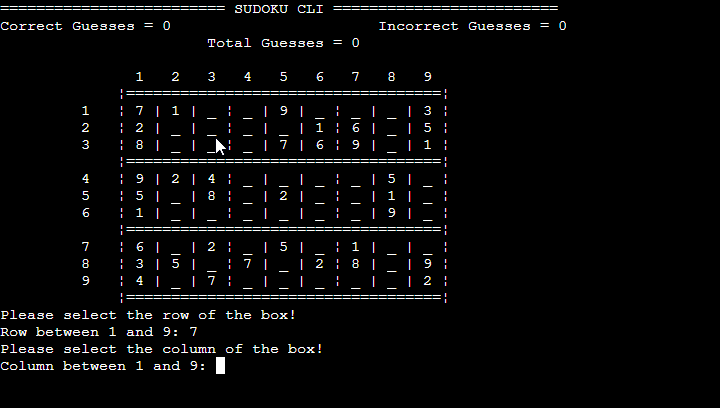 ========================= SUDOKU CLI =========================
Correct Guesses = 0                       Incorrect Guesses = 0
                       Total Guesses = 0
               1   2   3   4   5   6   7   8   9
             ¦===================================¦
         1   ¦ 7 | 1 | _ ¦ _ | 9 | _ ¦ _ | _ | 3 ¦
         2   ¦ 2 | _ | _ ¦ _ | _ | 1 ¦ 6 | _ | 5 ¦
         3   ¦ 8 | _ | _ ¦ _ | 7 | 6 ¦ 9 | _ | 1 ¦
             ¦===================================¦
         4   ¦ 9 | 2 | 4 ¦ _ | _ | _ ¦ _ | 5 | _ ¦
         5   ¦ 5 | _ | 8 ¦ _ | 2 | _ ¦ _ | 1 | _ ¦
         6   ¦ 1 | _ | _ ¦ _ | _ | _ ¦ _ | 9 | _ ¦
             ¦===================================¦
         7   ¦ 6 | _ | 2 ¦ _ | 5 | _ ¦ 1 | _ | _ ¦
         8   ¦ 3 | 5 | _ ¦ 7 | _ | 2 ¦ 8 | _ | 9 ¦
         9   ¦ 4 | _ | 7 ¦ _ | _ | _ ¦ _ | _ | 2 ¦
             ¦===================================¦
Please select the row of the box!
Row between 1 and 9: 7
Please select the column of the box!
Column between 1 and 9: